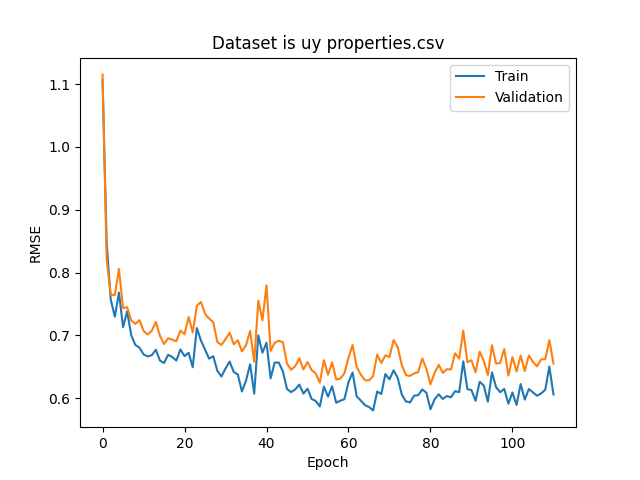 Dataset is uy properties.csv
Train
Validation
RMSE
1.1
1.0
0.9
0.8
0.7
0.6
0
20
40
60
80
100
Epoch